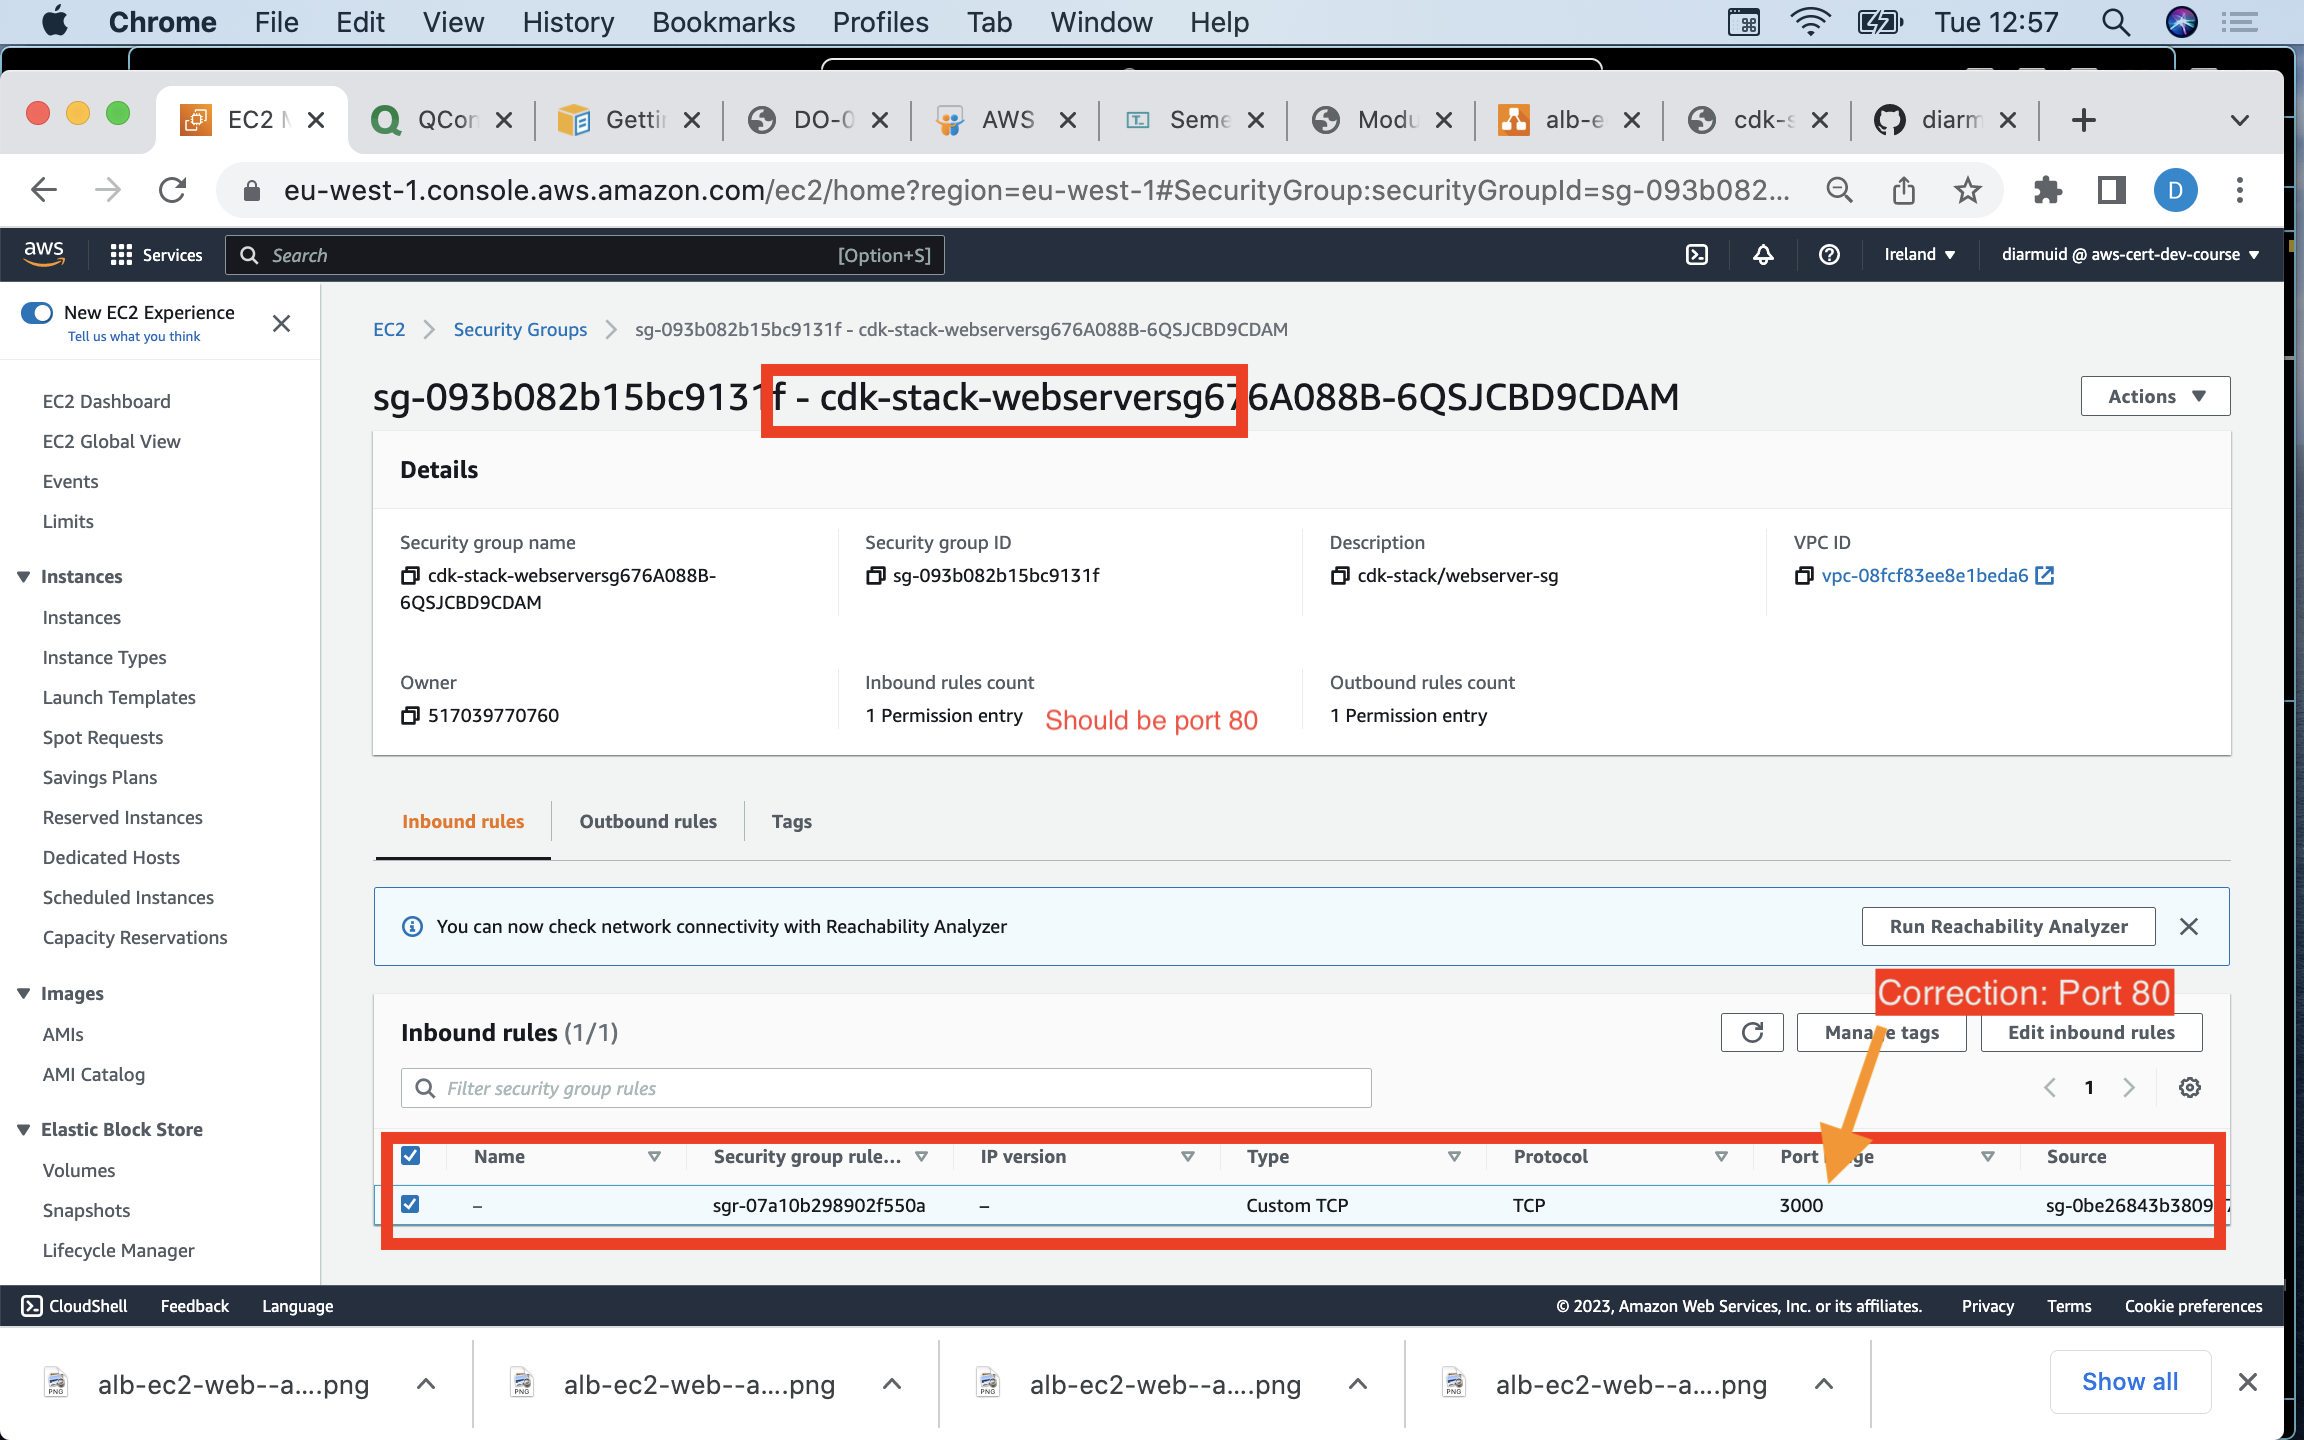 Chrome File Edit View History Bookmarks Profiles Tab Window Help Tue 12:57
EC2 QCon DO-0 AWS Seme Modu alb-e cdk-s diarm
eu-west-1.console.aws.amazon.com/ec2/home?region=eu-west-1#SecurityGroup:securityGroupId=sg-093b082... D
aws Services Search [Option+S] Ireland diarmuid @ aws-cert-dev-course
New EC2 Experience
Tell us what you think
EC2 Dashboard
EC2 Global View
Events
Limits
Instances
Instances
Instance Types
Launch Templates
Spot Requests
Savings Plans
Reserved Instances
Dedicated Hosts
Scheduled Instances
Capacity Reservations
Images
AMIs
AMI Catalog
Elastic Block Store
Volumes
Snapshots
Lifecycle Manager
EC2 Security Groups sg-093b082b15bc9131f - cdk-stack-webserversg676A088B-6QSJCBD9CDAM
sg-093b082b15bc9131f - cdk-stack-webserversg676A088B-6QSJCBD9CDAM
Actions
Details
Security group name
cdk-stack-webserversg676A088B-
6QSJCBD9CDAM
Security group ID
sg-093b082b15bc9131f
Description
cdk-stack/webserver-sg
VPC ID
vpc-08fcf83ee8e1beda6
Owner
517039770760
Inbound rules count
1 Permission entry
Should be port 80
Outbound rules count
1 Permission entry
Inbound rules Outbound rules Tags
You can now check network connectivity with Reachability Analyzer
Run Reachability Analyzer
Correction: Port 80
Inbound rules (1/1)
Manage tags Edit inbound rules
Filter security group rules
1
Name Security group rule... IP version Type Protocol Port range Source
– sgr-07a10b298902f550a – Custom TCP TCP 3000 sg-0be26843b3809
CloudShell Feedback Language © 2023, Amazon Web Services, Inc. or its affiliates. Privacy Terms Cookie preferences
alb-ec2-web--a....png alb-ec2-web--a....png alb-ec2-web--a....png alb-ec2-web--a....png Show all